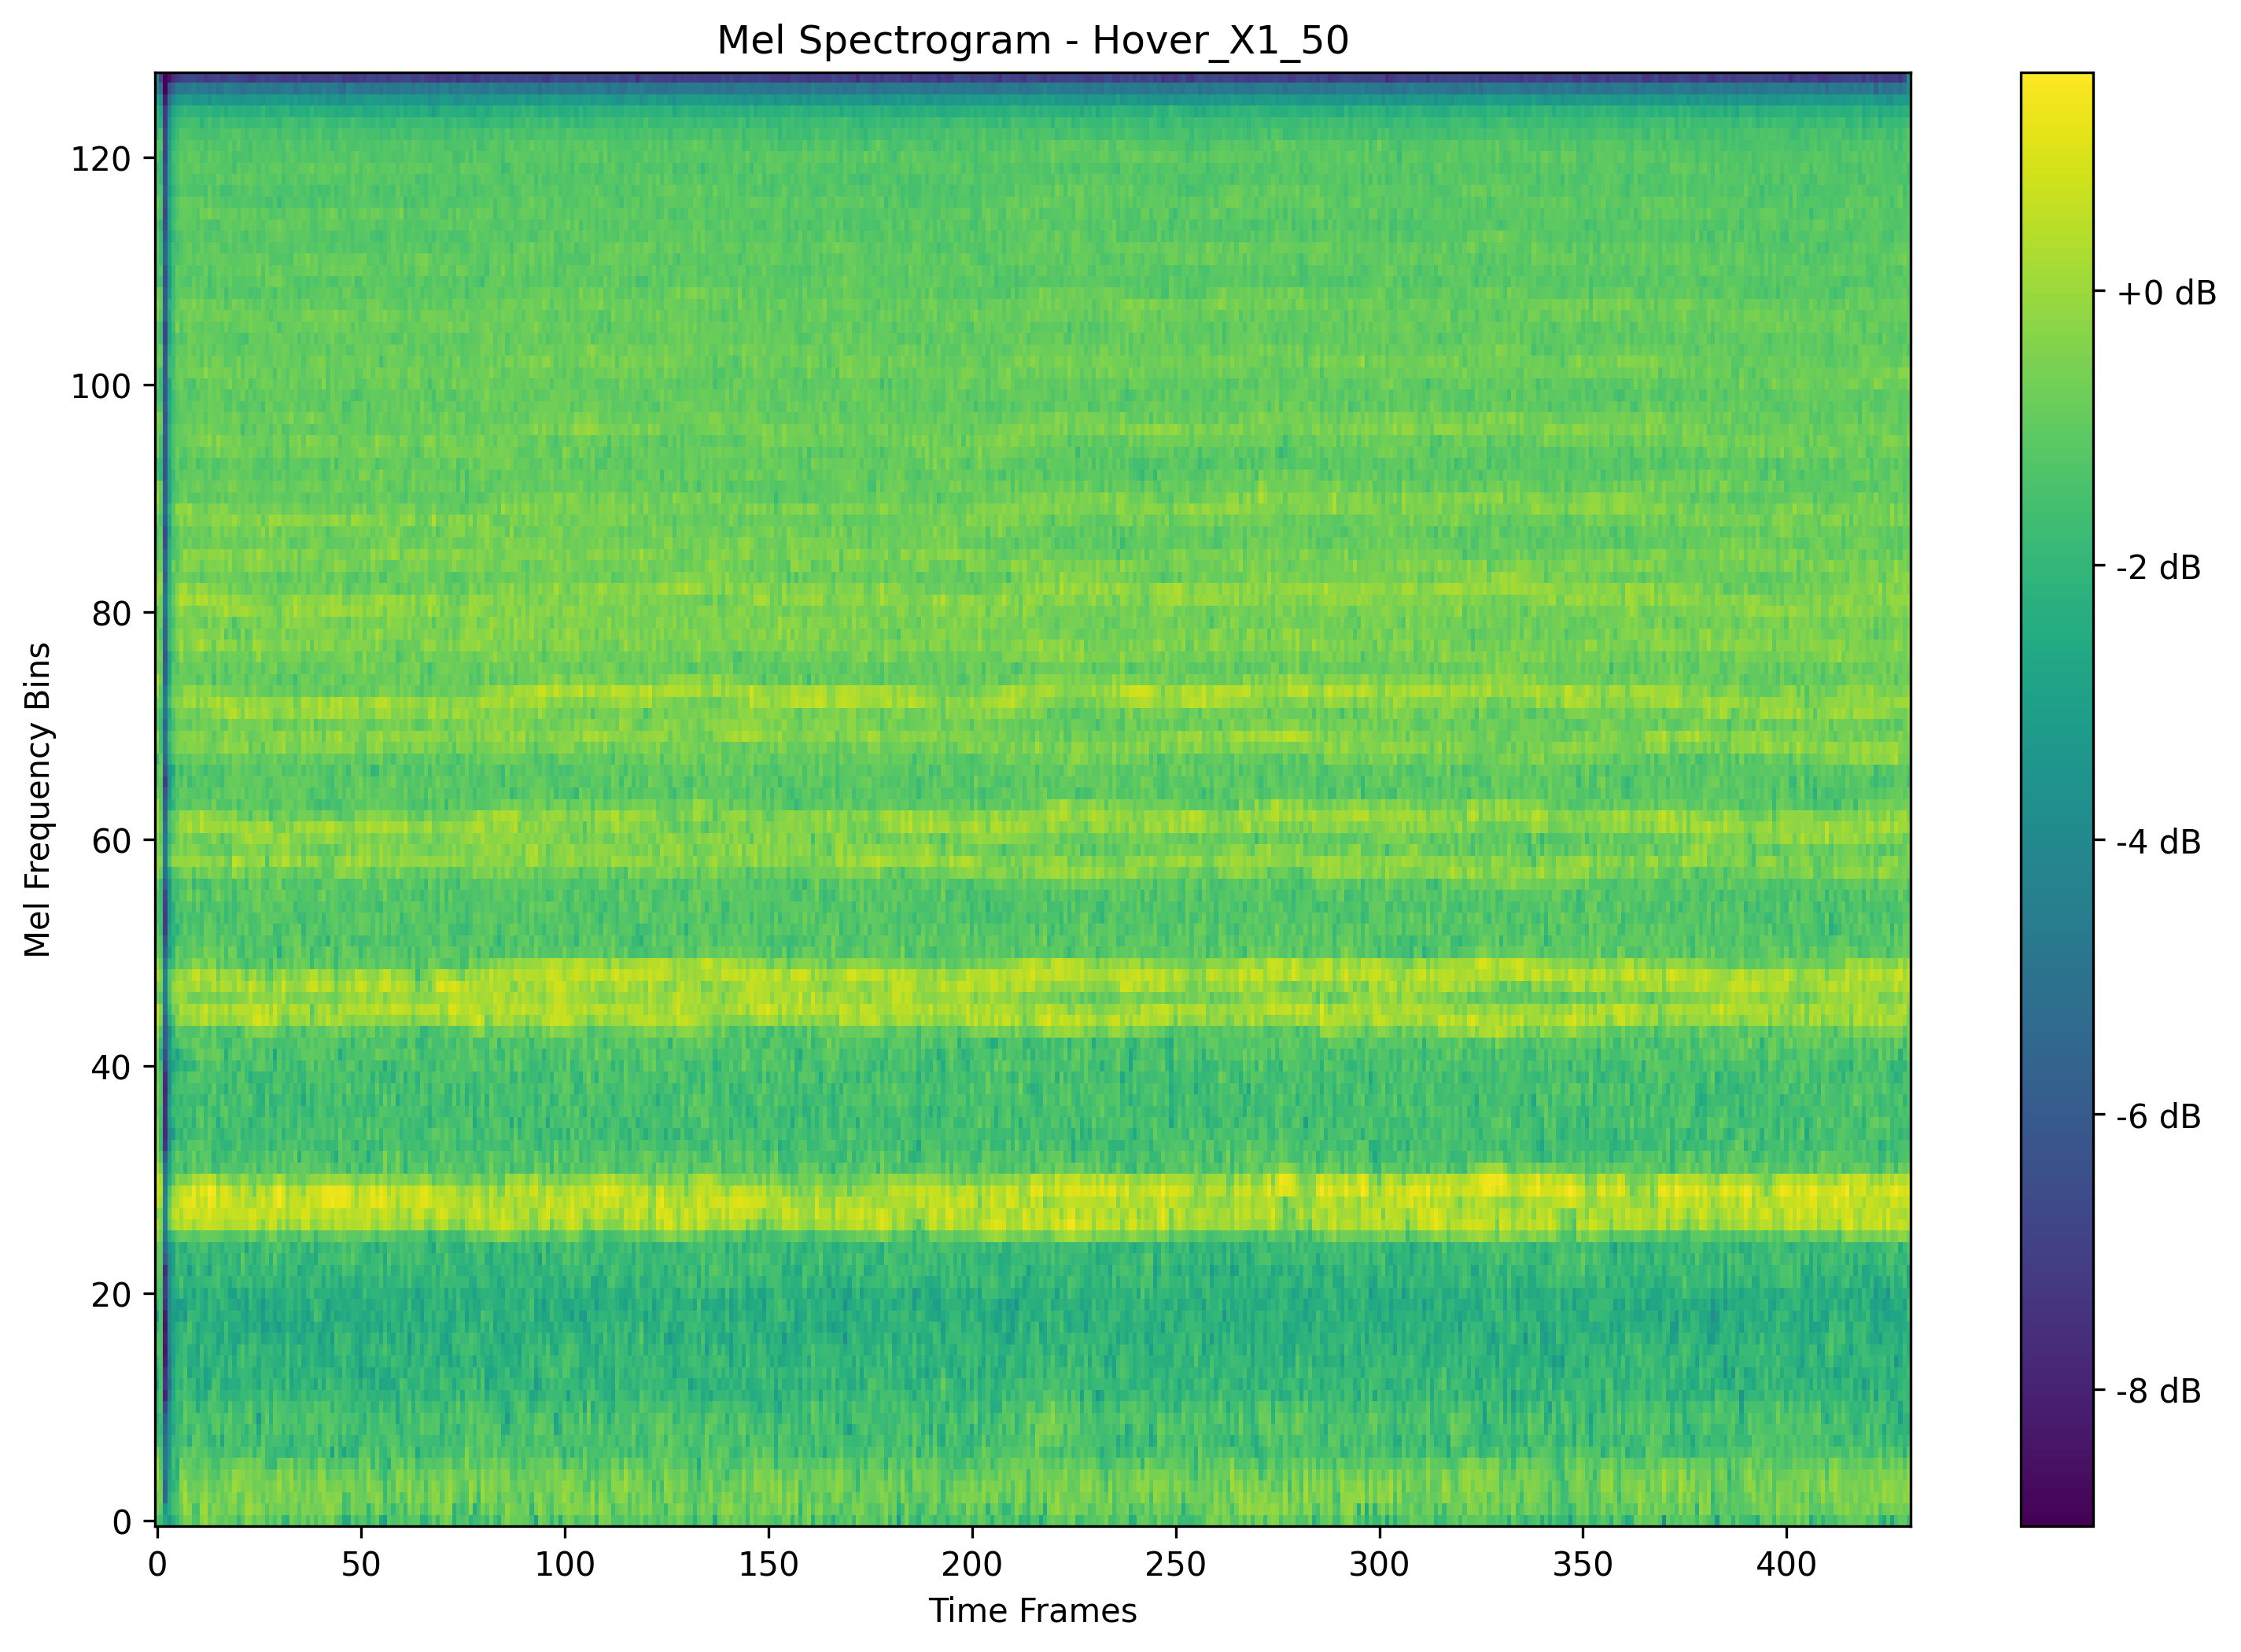 Mel Spectrogram - Hover_X1_50
Mel Frequency Bins
120
100
80
60
40
20
0
0 50 100 150 200 250 300 350 400
Time Frames
+0 dB
-2 dB
-4 dB
-6 dB
-8 dB